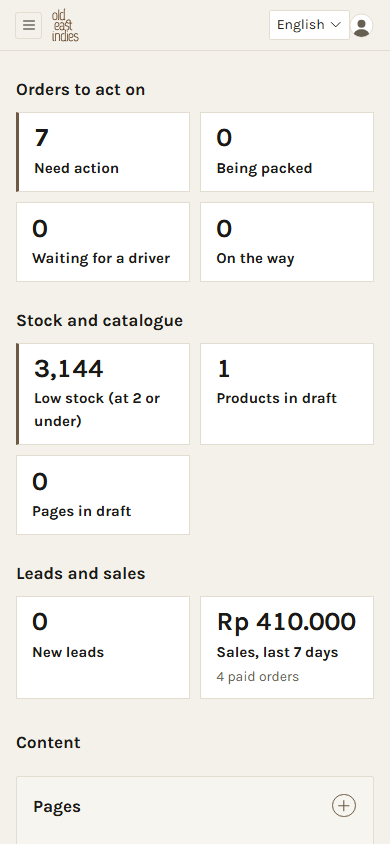 old
east
indies
English
Orders to act on
7
Need action
0
Being packed
0
Waiting for a driver
0
On the way
Stock and catalogue
3,144
Low stock (at 2 or
under)
1
Products in draft
0
Pages in draft
Leads and sales
0
New leads
Rp 410.000
Sales, last 7 days
4 paid orders
Content
Pages